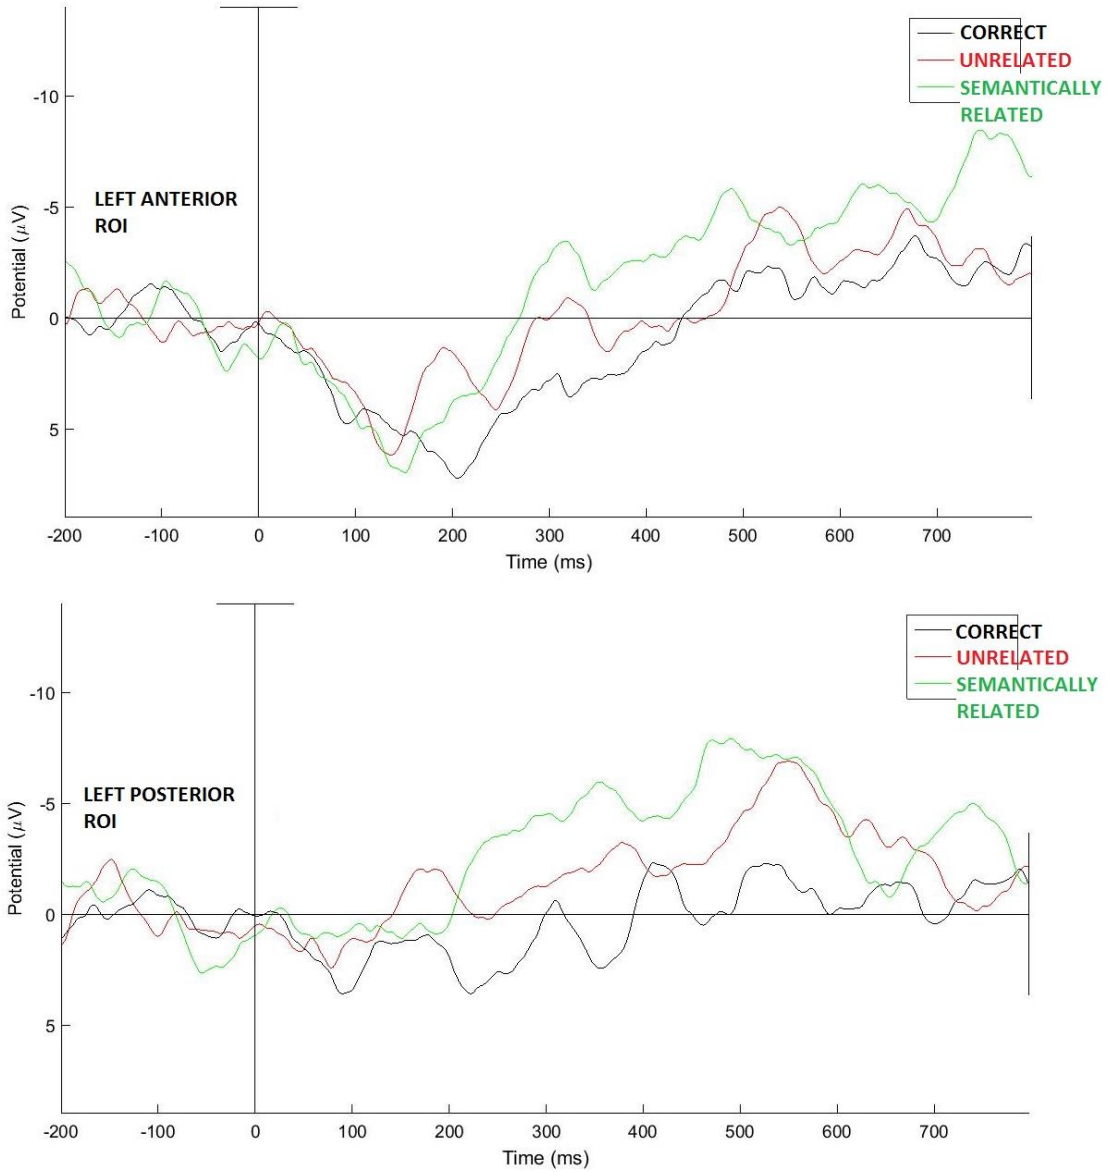 CORRECT
UNRELATED
SEMANTICALLY
RELATED
-10
-5
0
5
Potential (μV)
LEFT ANTERIOR
ROI
-200 -100 0 100 200 300 400 500 600 700
Time (ms)
CORRECT
UNRELATED
SEMANTICALLY
RELATED
-10
-5
0
5
Potential (μV)
LEFT POSTERIOR
ROI
-200 -100 0 100 200 300 400 500 600 700
Time (ms)